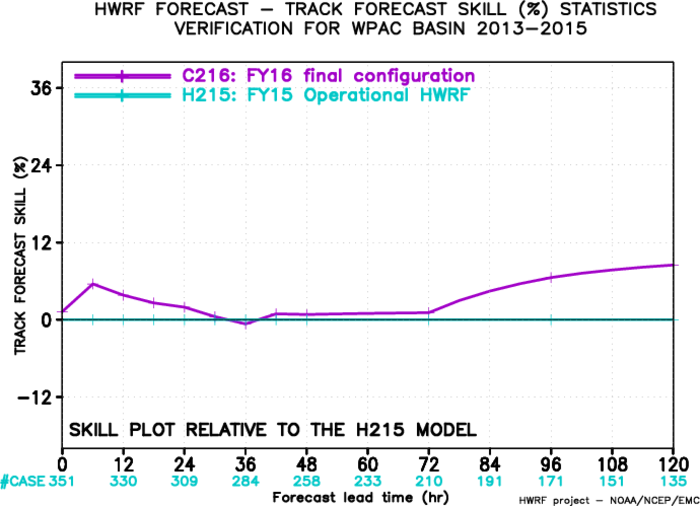 HWRF FORECAST – TRACK FORECAST SKILL (%) STATISTICS
VERIFICATION FOR WPAC BASIN 2013–2015
C216: FY16 final configuration
H215: FY15 Operational HWRF
TRACK FORECAST SKILL (%)
36
24
12
0
−12
SKILL PLOT RELATIVE TO THE H215 MODEL
0 12 24 36 48 60 72 84 96 108 120
#CASE 351 330 309 284 258 233 210 191 171 151 135
Forecast lead time (hr)
HWRF project – NOAA/NCEP/EMC